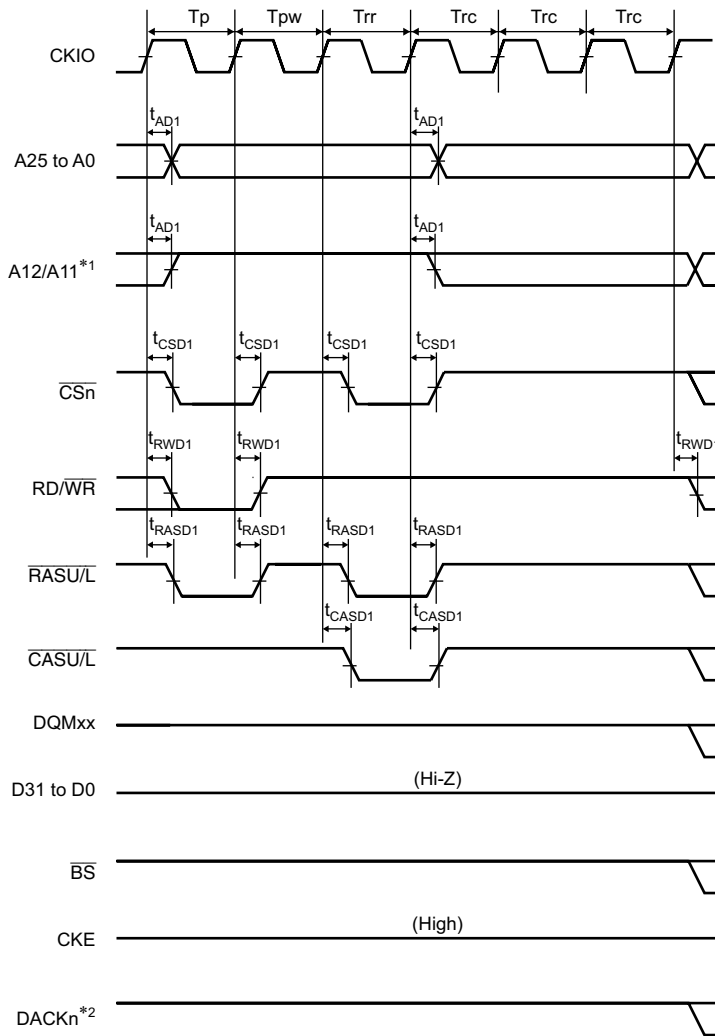 Tp Tpw Trr Trc Trc Trc
CKIO
tAD1 tAD1
A25 to A0
tAD1 tAD1
A12/A11*1
tCSD1 tCSD1 tCSD1 tCSD1
CSn
tRWD1 tRWD1 tRWD1
RD/WR
tRASD1 tRASD1 tRASD1 tRASD1
RASU/L
tCASD1 tCASD1
CASU/L
DQMxx
(Hi-Z)
D31 to D0
BS
(High)
CKE
DACKn*2